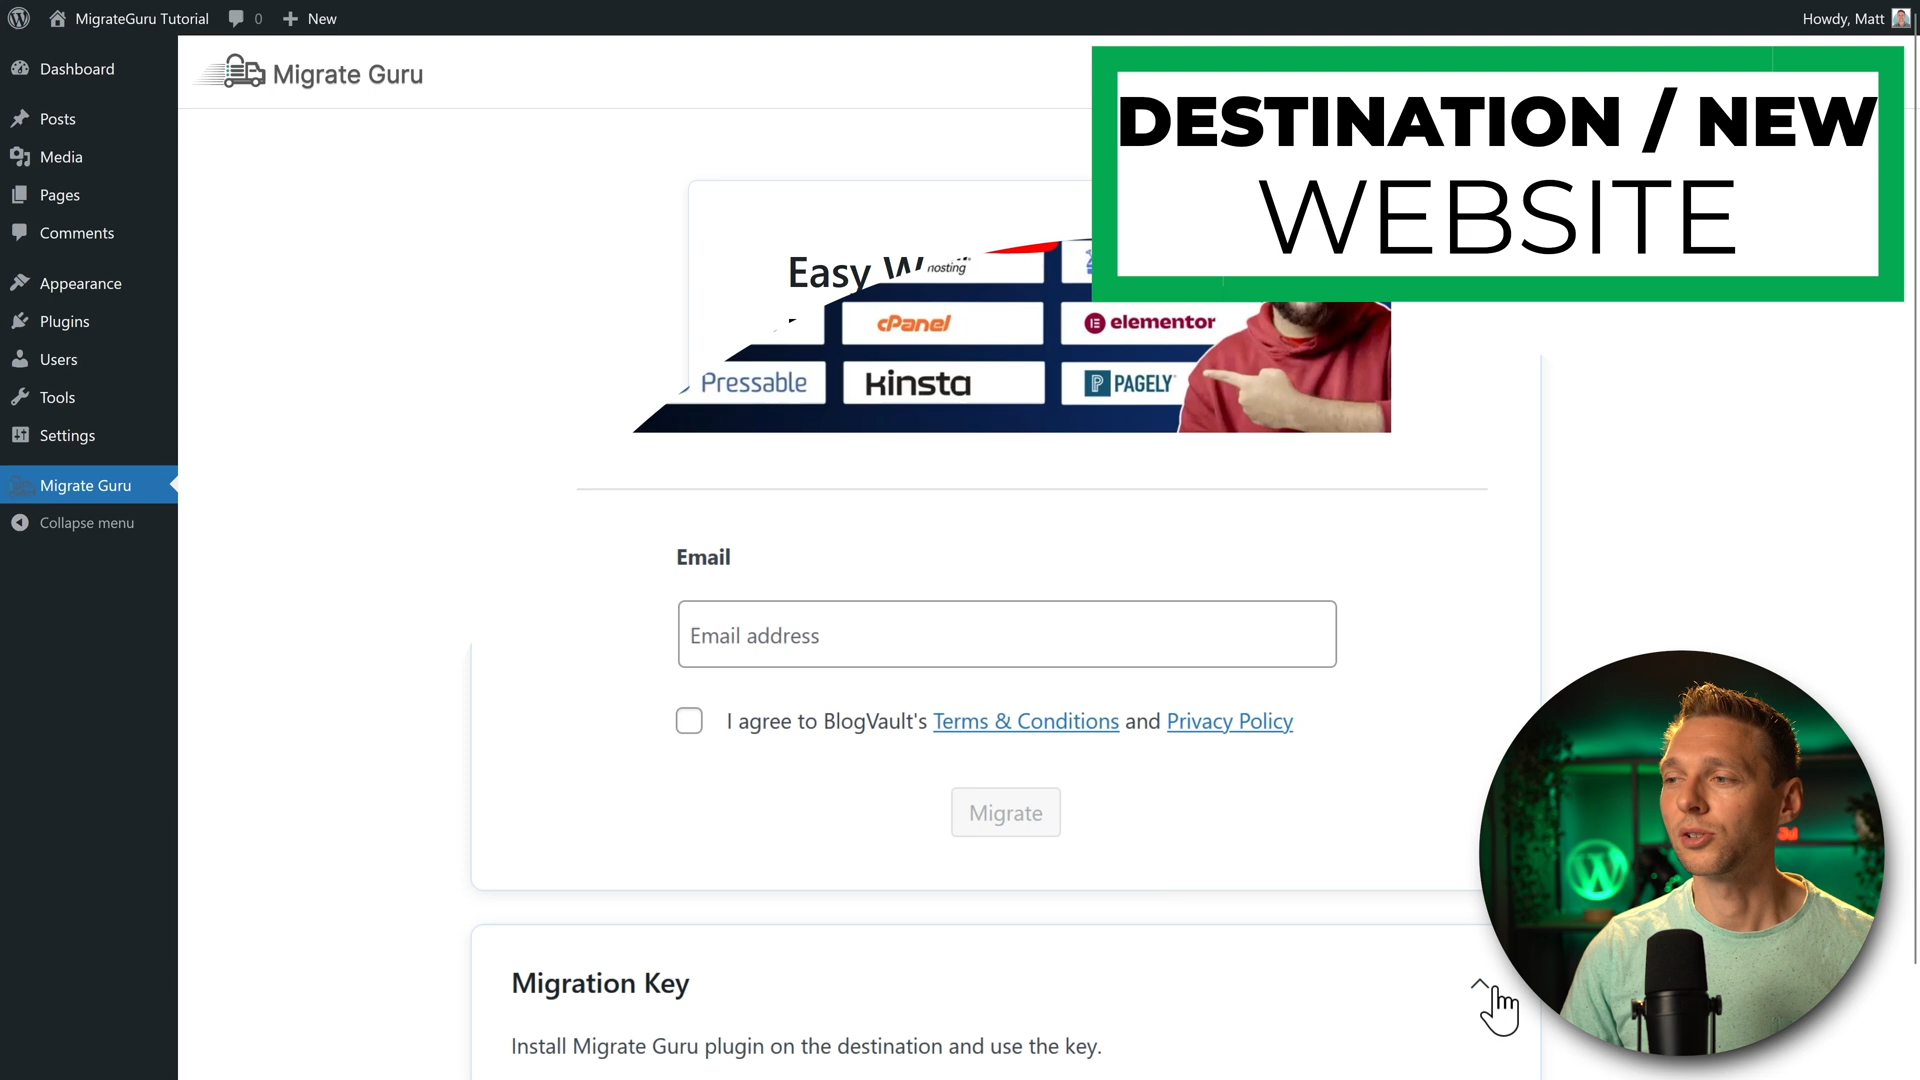 MigrateGuru Tutorial
0
New
Howdy, Matt
Dashboard
Posts
Media
Pages
Comments
Appearance
Plugins
Users
Tools
Settings
Migrate Guru
Collapse menu
Migrate Guru
DESTINATION / NEW
WEBSITE
Easy W
hosting
cPanel
elementor
Pressable
Kinsta
PAGELY
Email
Email address
I agree to BlogVault's Terms & Conditions and Privacy Policy
Migrate
Migration Key
Install Migrate Guru plugin on the destination and use the key.